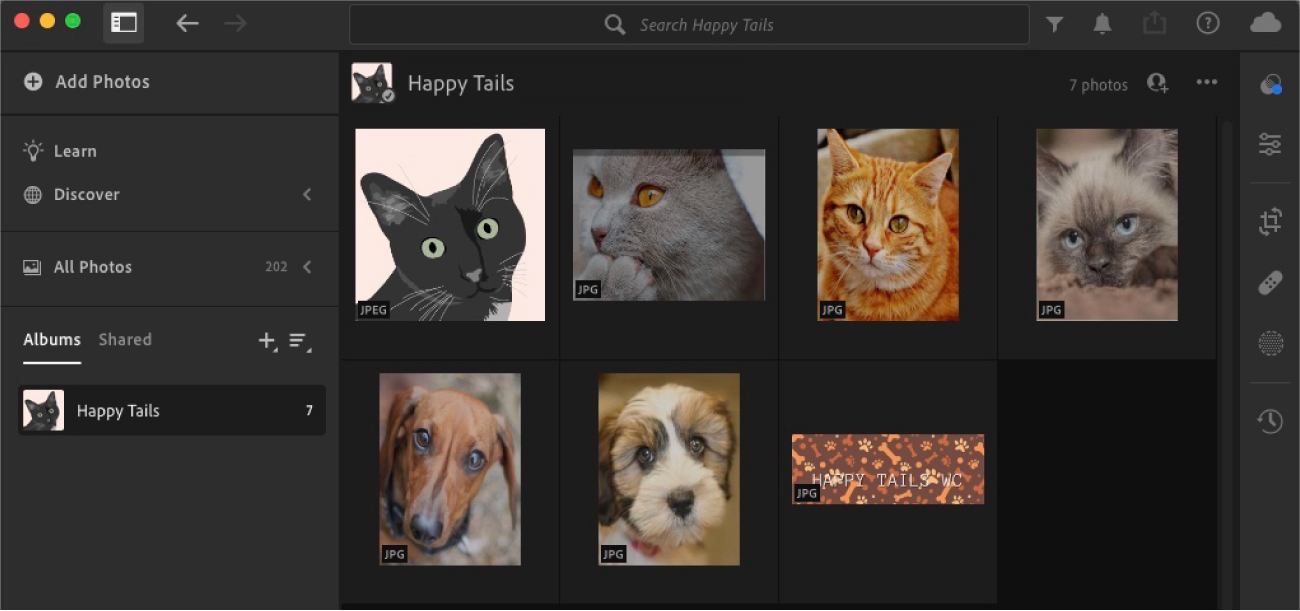 Search Happy Tails
Add Photos
Happy Tails
7 photos
Learn
Discover
All Photos 202
Albums Shared
Happy Tails 7
JPEG
JPG
JPG
JPG
JPG
JPG
HAPPY TAILS WC
JPG